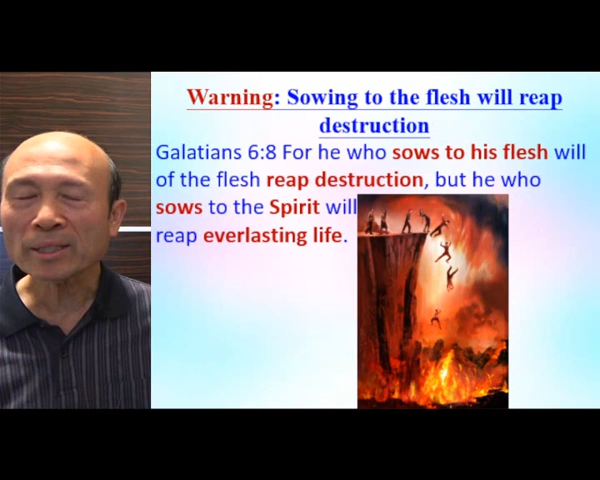 Warning: Sowing to the flesh will reap
destruction
Galatians 6:8 For he who sows to his flesh will
of the flesh reap destruction, but he who
sows to the Spirit will
reap everlasting life.